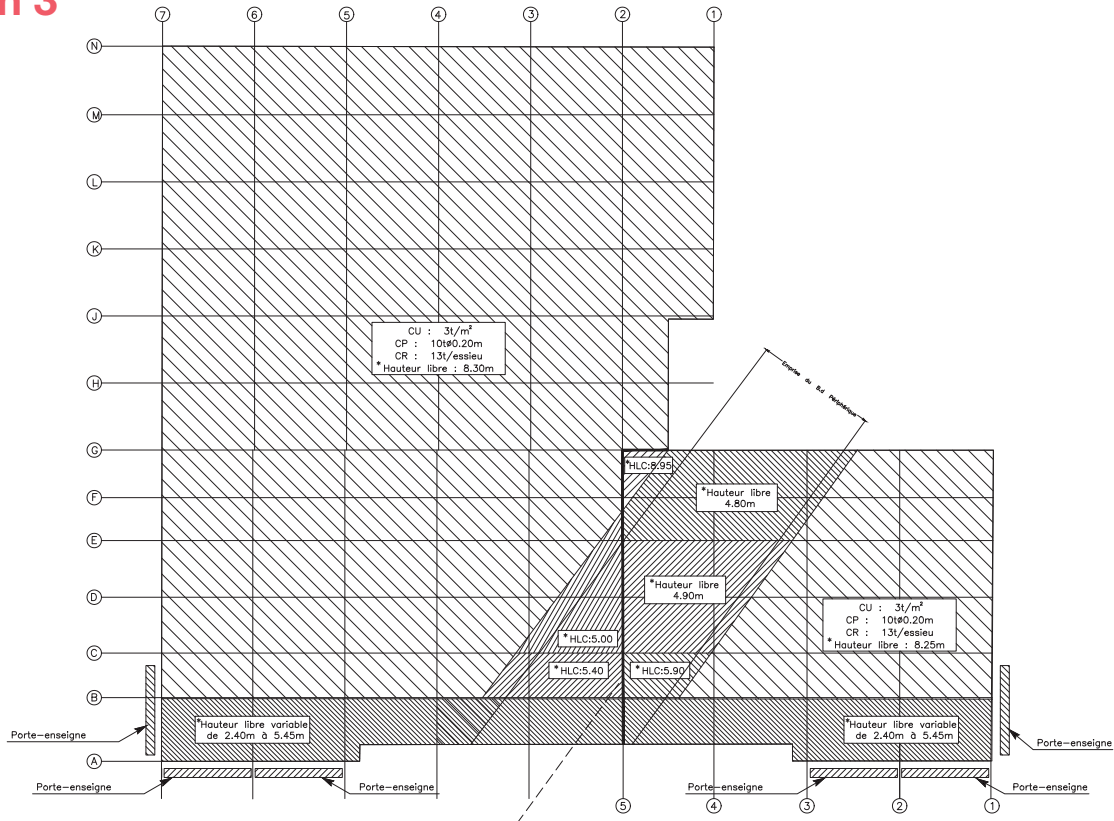 n 3
7 6 5 4 3 2 1
N
M
L
K
J
CU : 3t/m²
CP : 10tø0.20m
CR : 13t/essieu
*Hauteur libre : 8.30m
H
Emprise du B.d Périphérique
G
*HLC:8.95
F
*Hauteur libre
4.80m
E
*Hauteur libre
4.90m
D
CU : 3t/m²
CP : 10tø0.20m
CR : 13t/essieu
*Hauteur libre : 8.25m
*HLC:5.00
C
*HLC:5.40
*HLC:5.90
B
*Hauteur libre variable
de 2.40m à 5.45m
*Hauteur libre variable
de 2.40m à 5.45m
Porte-enseigne
Porte-enseigne
A
Porte-enseigne
Porte-enseigne
Porte-enseigne
Porte-enseigne
5 4 3 2 1